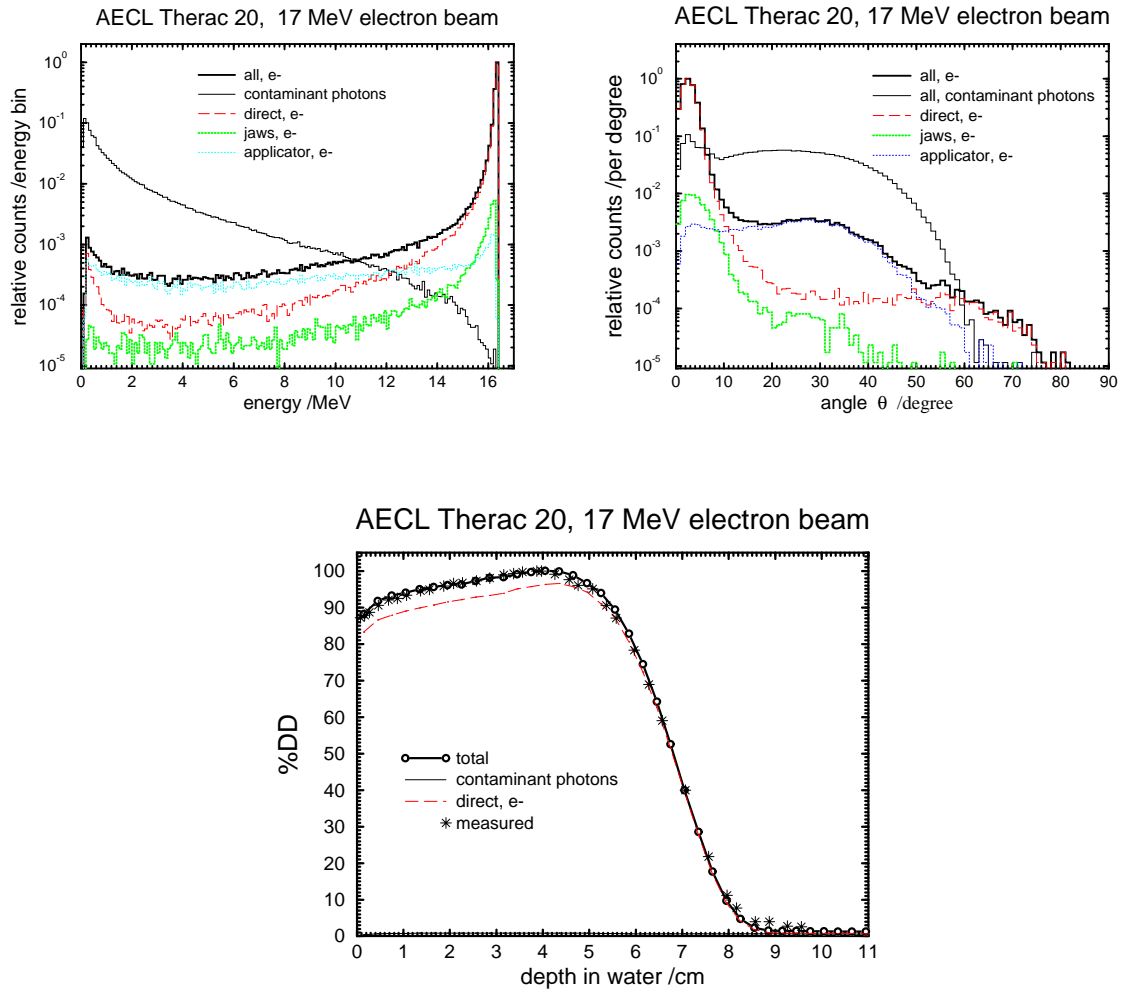 AECL Therac 20, 17 MeV electron beam
relative counts /energy bin
10^0
10^-1
10^-2
10^-3
10^-4
10^-5
all, e-
contaminant photons
direct, e-
jaws, e-
applicator, e-
0 2 4 6 8 10 12 14 16
energy /MeV
AECL Therac 20, 17 MeV electron beam
relative counts /per degree
10^0
10^-1
10^-2
10^-3
10^-4
10^-5
all, e-
all, contaminant photons
direct, e-
jaws, e-
applicator, e-
0 10 20 30 40 50 60 70 80 90
angle θ /degree
AECL Therac 20, 17 MeV electron beam
%DD
100
90
80
70
60
50
40
30
20
10
0
total
contaminant photons
direct, e-
measured
0 1 2 3 4 5 6 7 8 9 10 11
depth in water /cm